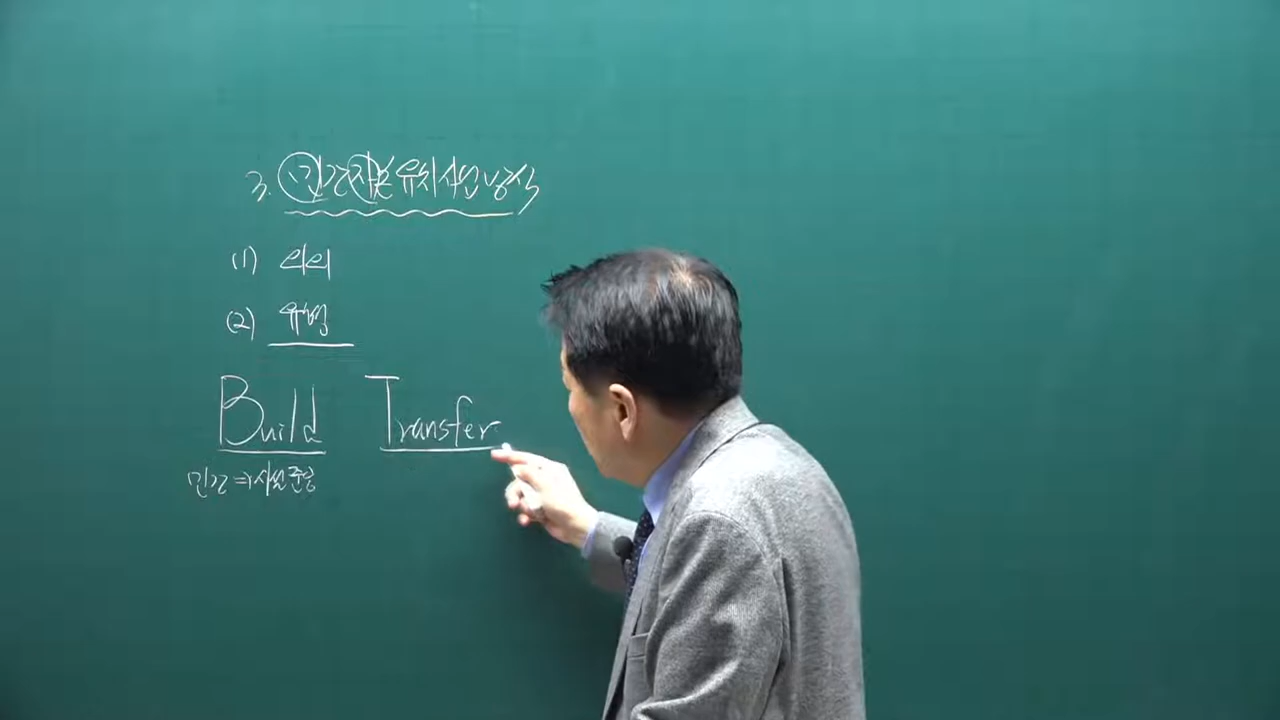 3. 민간자본유치사업방식
(1) 의의
(2) 유형
Build Transfer
민간⇒시설준공